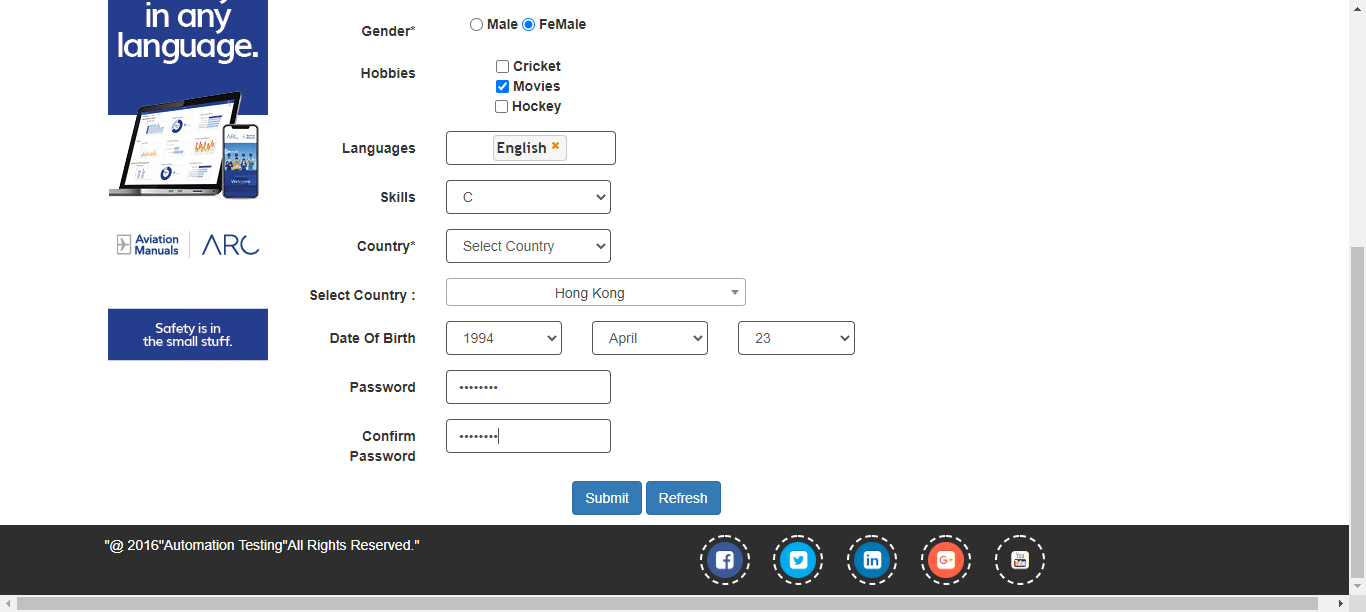 in any
language.
Aviation
Manuals
ARC
Safety is in
the small stuff.
Gender*
Male FeMale
Hobbies
Cricket
Movies
Hockey
Languages
English
Skills
C
Country*
Select Country
Select Country :
Hong Kong
Date Of Birth
1994 April 23
Password
••••••••
Confirm
Password
••••••••
Submit Refresh
"@ 2016"Automation Testing"All Rights Reserved."